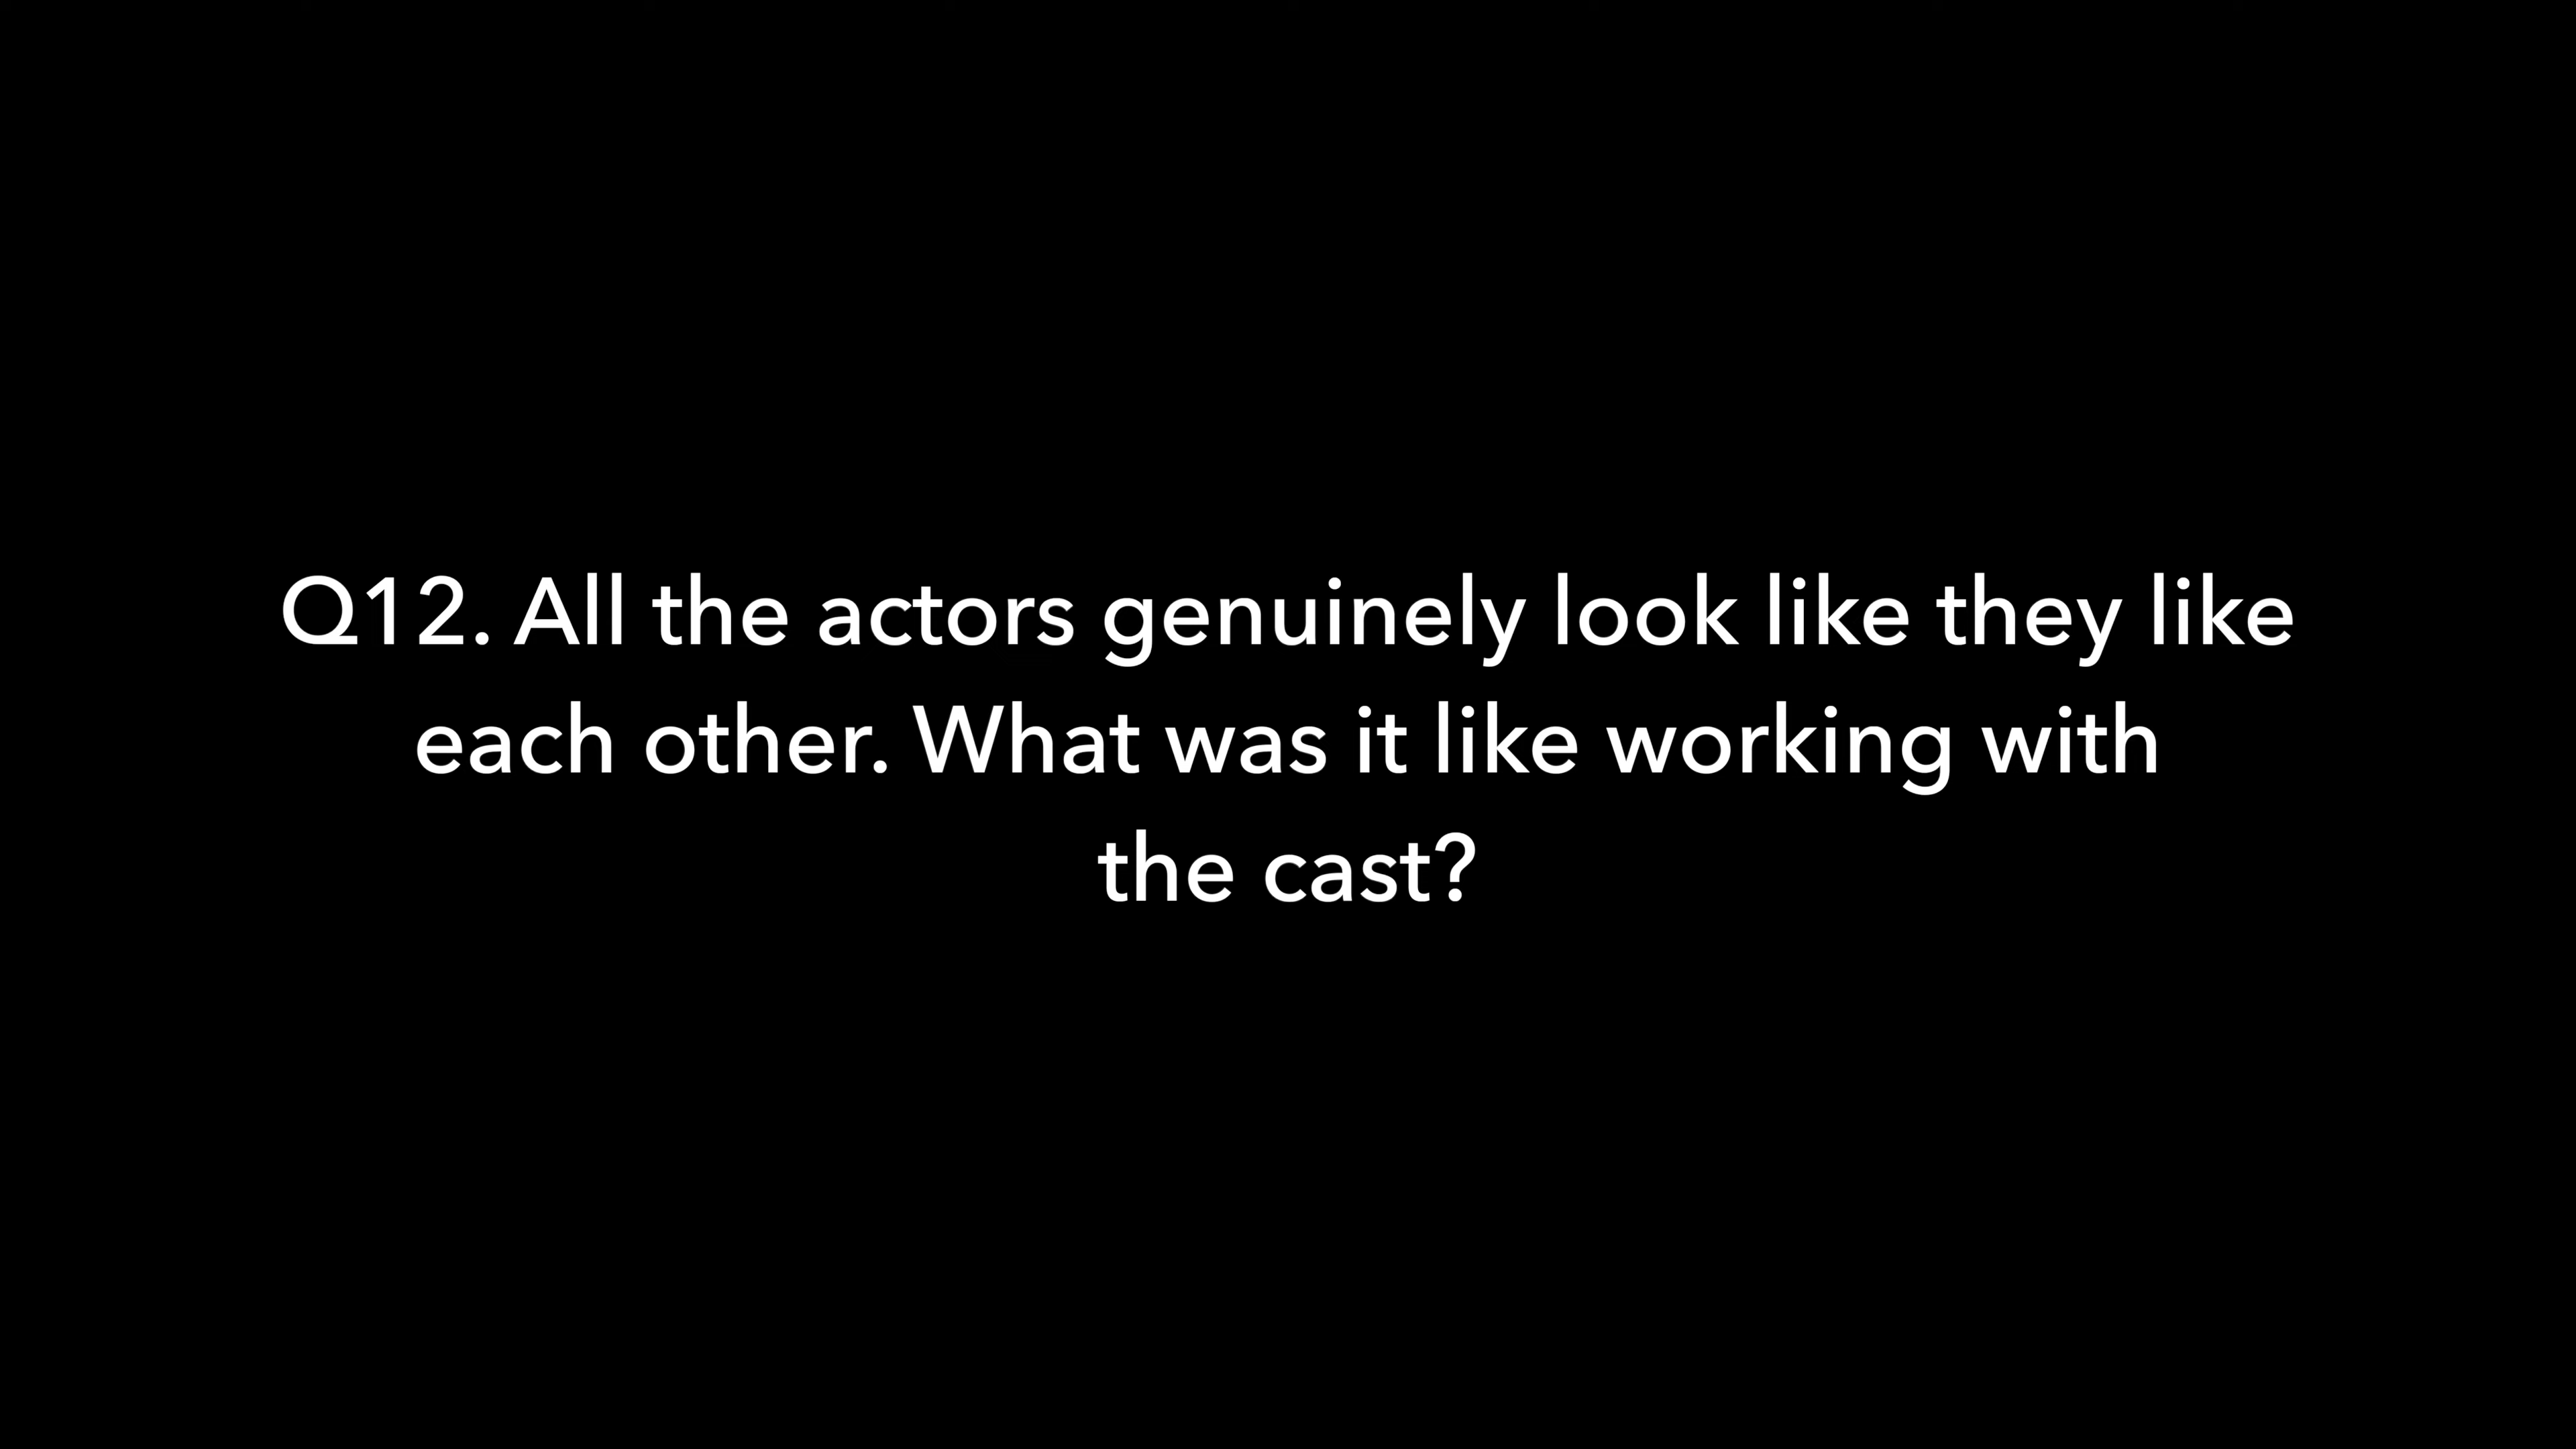 Q12. All the actors genuinely look like they like
each other. What was it like working with
the cast?